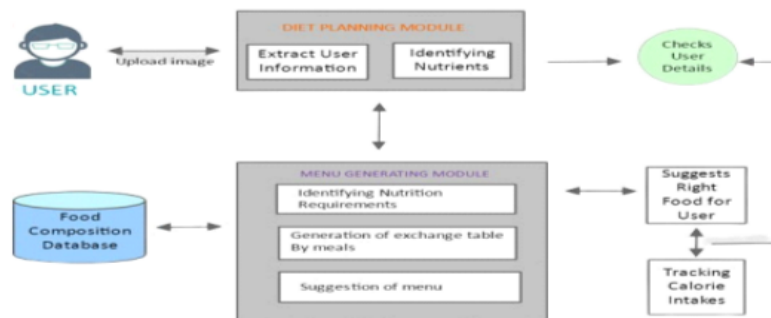 DIET PLANNING MODULE
Extract User
Information
Identifying
Nutrients
Upload image
USER
Checks
User
Details
MENU GENERATING MODULE
Identifying Nutrition
Requirements
Generation of exchange table
By meals
Suggestion of menu
Food
Composition
Database
Suggests
Right
Food for
User
Tracking
Calorie
Intakes